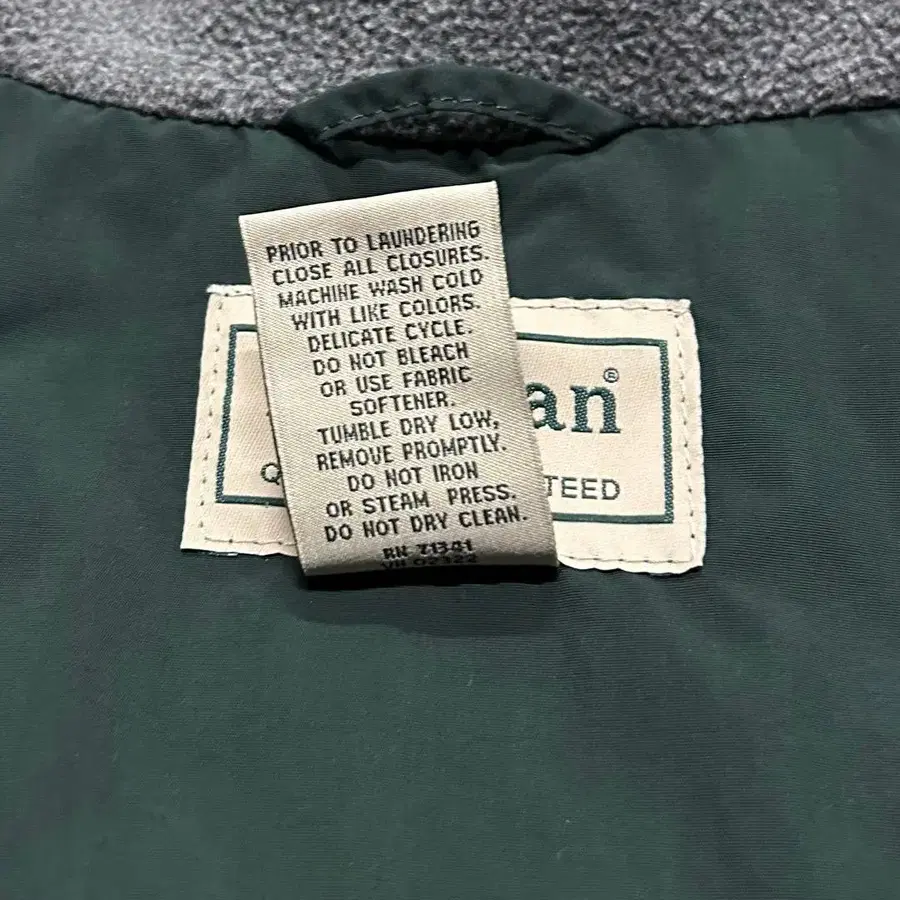 PRIOR TO LAUNDERING
CLOSE ALL CLOSURES.
MACHINE WASH COLD
WITH LIKE COLORS.
DELICATE CYCLE.
DO NOT BLEACH
OR USE FABRIC
SOFTENER.
TUMBLE DRY LOW,
REMOVE PROMPTLY.
DO NOT IRON
OR STEAM PRESS.
DO NOT DRY CLEAN.
RN 71341
an®
Q
TEED